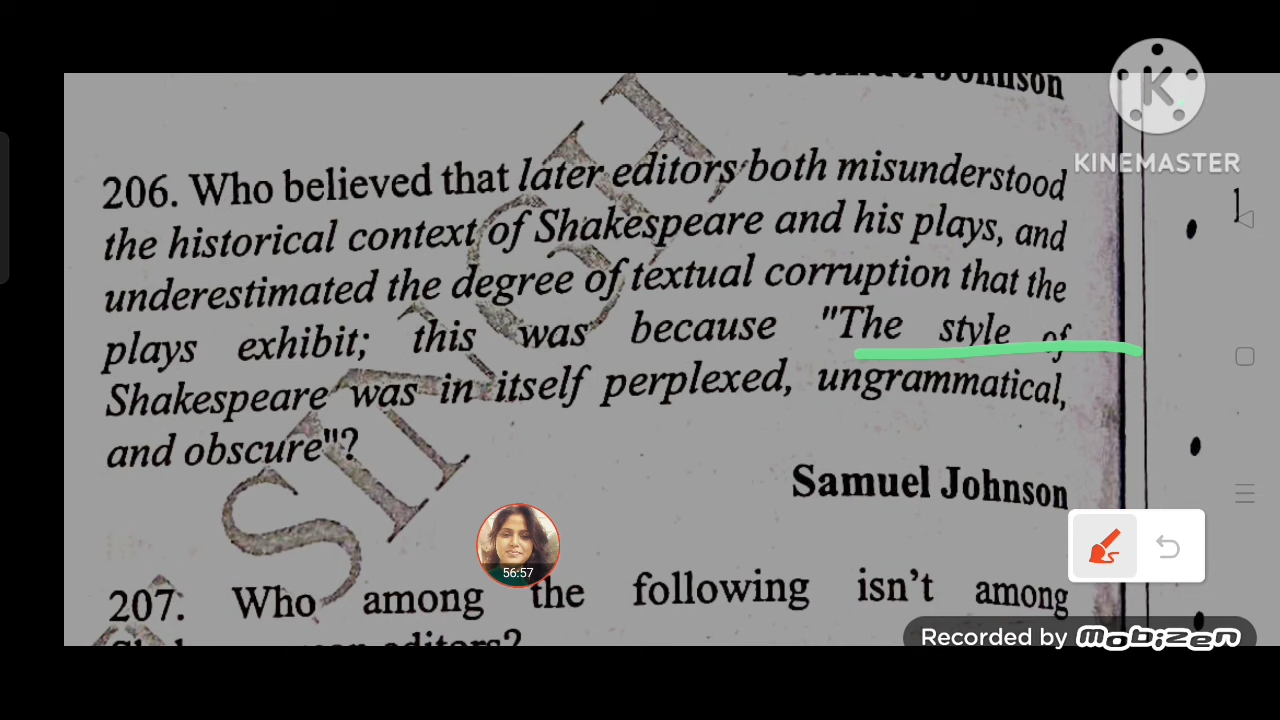 Samuel Johnson
KINEMASTER
206. Who believed that later editors both misunderstood
the historical context of Shakespeare and his plays, and
underestimated the degree of textual corruption that the
plays exhibit; this was because "The style of
Shakespeare was in itself perplexed, ungrammatical,
and obscure"?
Samuel Johnson
SINGH
56:57
207. Who among the following isn't among
editors?
Recorded by MOBIZEN